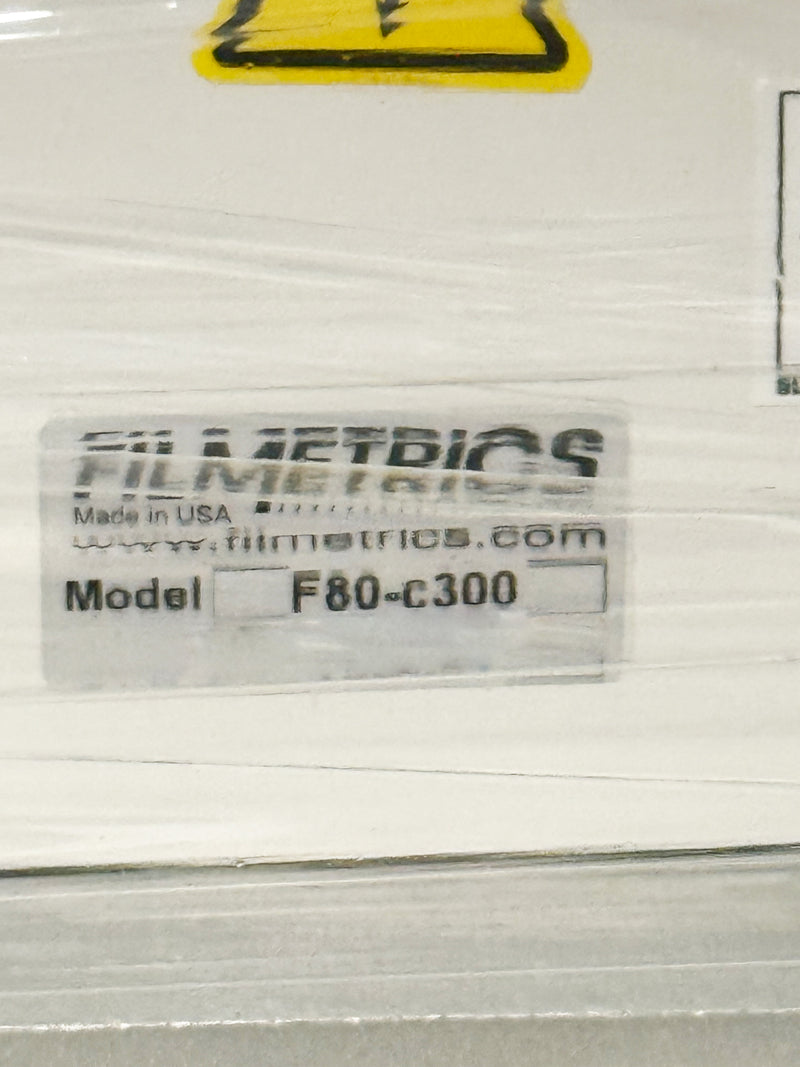 FILMETRICS
Made in USA
www.filmetrics.com
Model F80-c300